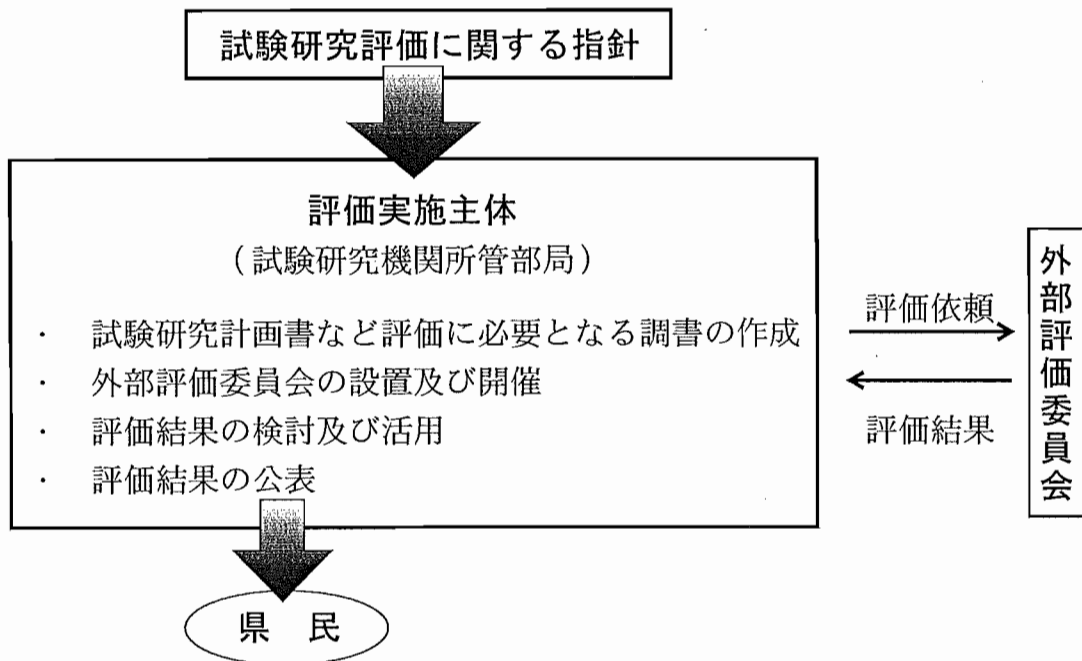 試験研究評価に関する指針
評価実施主体
(試験研究機関所管部局)
・ 試験研究計画書など評価に必要となる調書の作成
・ 外部評価委員会の設置及び開催
・ 評価結果の検討及び活用
・ 評価結果の公表
評価依頼
評価結果
外部評価委員会
県 民